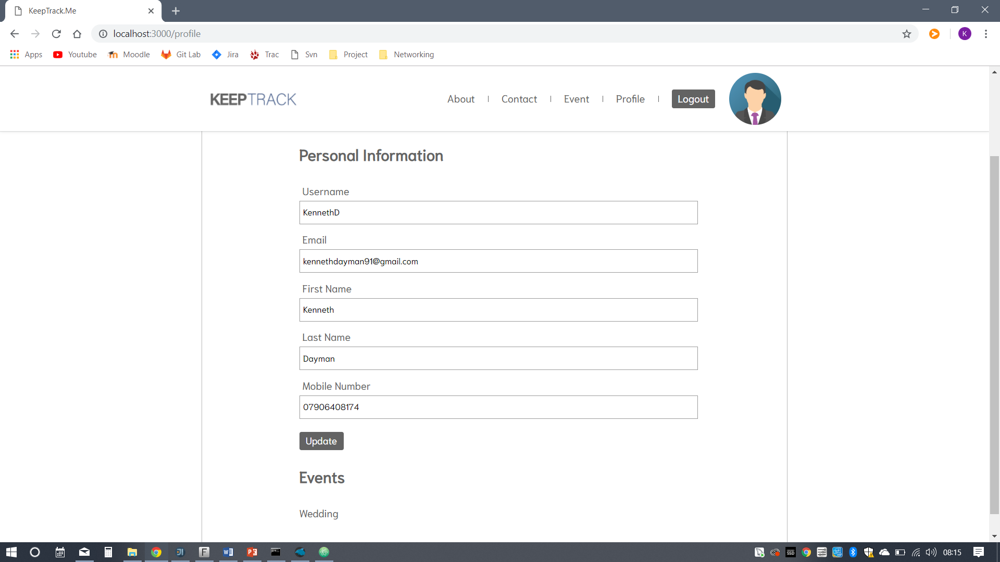 KeepTrack.Me
localhost:3000/profile
K
Apps Youtube Moodle Git Lab Jira Trac Svn Project Networking
KEEPTRACK About Contact Event Profile Logout
Personal Information
Username
KennethD
Email
kennethdayman91@gmail.com
First Name
Kenneth
Last Name
Dayman
Mobile Number
07906408174
Update
Events
Wedding
F SSD 08:15